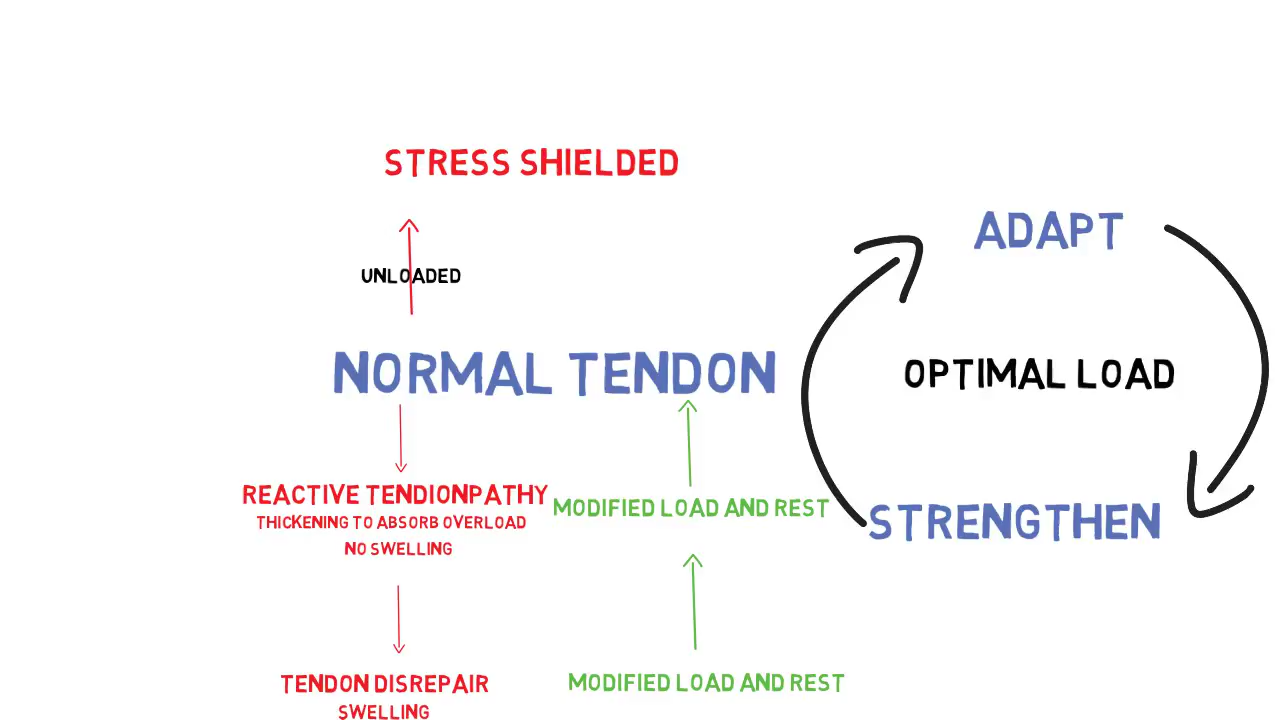 STRESS SHIELDED
ADAPT
UNLOADED
NORMAL TENDON
OPTIMAL LOAD
REACTIVE TENDIONPATHY
THICKENING TO ABSORB OVERLOAD
NO SWELLING
MODIFIED LOAD AND REST
STRENGTHEN
TENDON DISREPAIR
SWELLING
MODIFIED LOAD AND REST